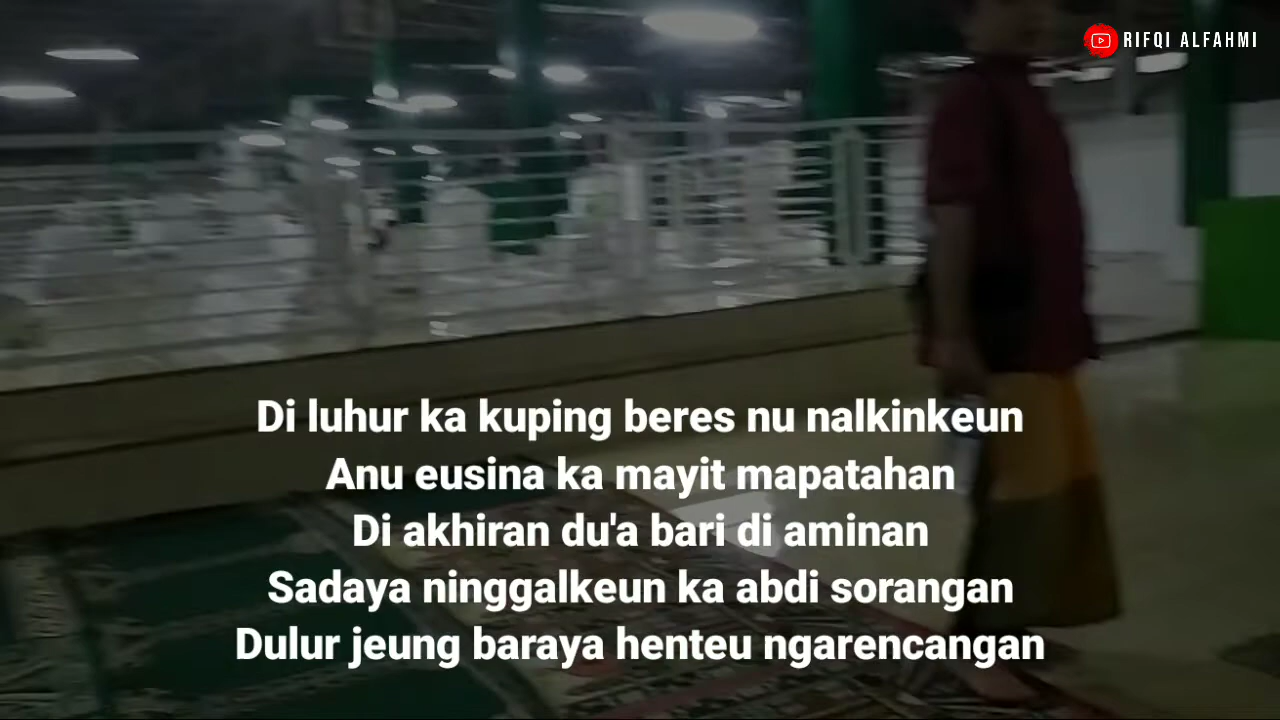 RIFQI ALFAHMI
Di luhur ka kuping beres nu nalkinkeun
Anu eusina ka mayit mapatahan
Di akhiran du'a bari di aminan
Sadaya ninggalkeun ka abdi sorangan
Dulur jeung baraya henteu ngarencangan